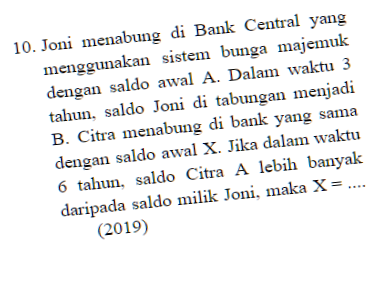 10. Joni menabung di Bank Central yang
menggunakan sistem bunga majemuk
dengan saldo awal A. Dalam waktu 3
tahun, saldo Joni di tabungan menjadi
B. Citra menabung di bank yang sama
dengan saldo awal X. Jika dalam waktu
6 tahun, saldo Citra A lebih banyak
daripada saldo milik Joni, maka X = ....
(2019)